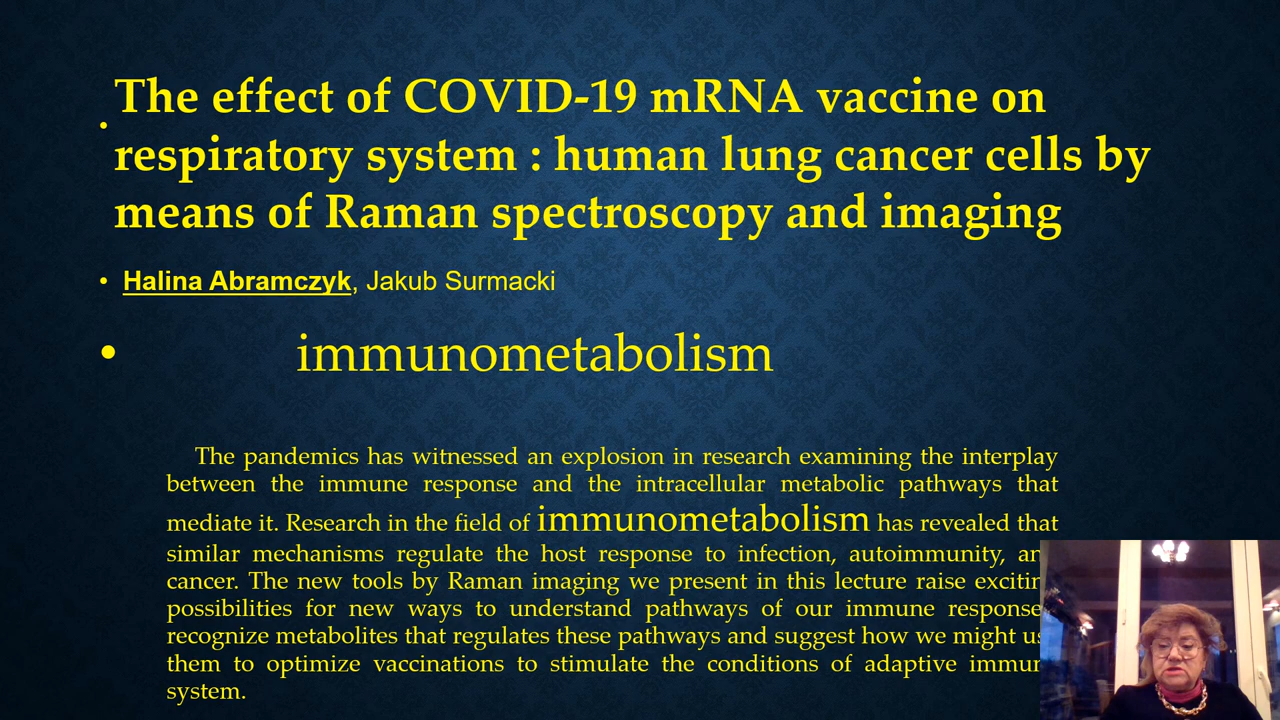 • The effect of COVID-19 mRNA vaccine on
respiratory system : human lung cancer cells by
means of Raman spectroscopy and imaging
• Halina Abramczyk, Jakub Surmacki
• immunometabolism
The pandemics has witnessed an explosion in research examining the interplay
between the immune response and the intracellular metabolic pathways that
mediate it. Research in the field of immunometabolism has revealed that
similar mechanisms regulate the host response to infection, autoimmunity,
cancer. The new tools by Raman imaging we present in this lecture raise
possibilities for new ways to understand pathways of our immune response
recognize metabolites that regulates these pathways and suggest how we might
them to optimize vaccinations to stimulate the conditions of adaptive
system.